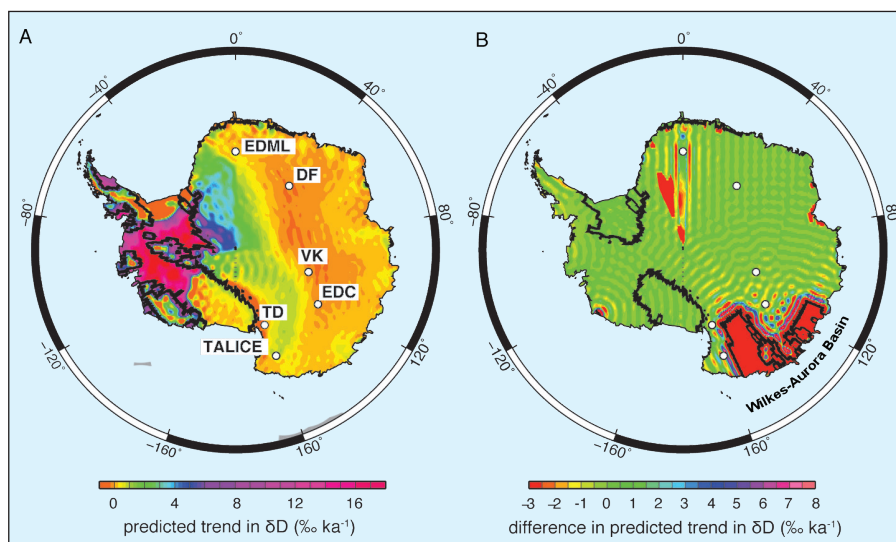 A
B
0°
0°
−40°
40°
−40°
40°
EDML
DF
−80°
80°
−80°
80°
VK
EDC
TD
TALICE
−120°
120°
−120°
120°
Wilkes-Aurora Basin
−160°
160°
−160°
160°
0 4 8 12 16
-3 -2 -1 0 1 2 3 4 5 6 7 8
predicted trend in δD (‰ ka⁻¹)
difference in predicted trend in δD (‰ ka⁻¹)